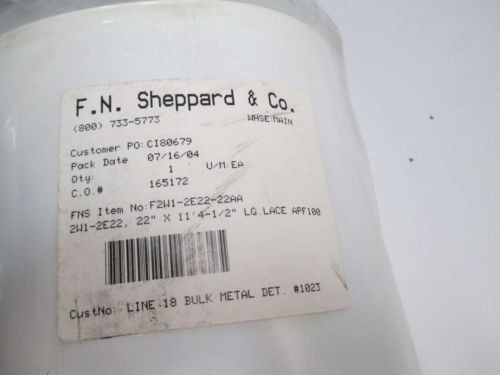 F.N. Sheppard & Co.
(800) 733-5773 WHSE:MAIN
Customer PO:CI80679
Pack Date 07/16/04
Qty: 1 U/M:EA
C.O.# 165172
FNS Item No:F2W1-2E22-22AA
2W1-2E22, 22" X 11'4-1/2" LG.LACE APF100
CustNo: LINE 18 BULK METAL DET. #1023